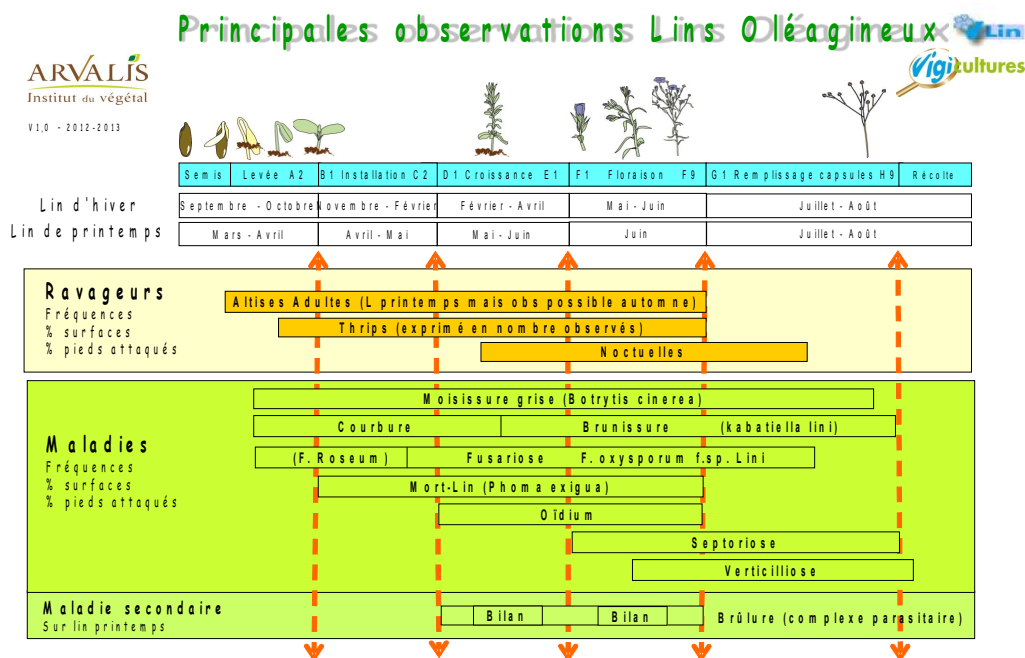 Principales observations Lins Oléagineux
Lin
Vigicultures
ARVALIS
Institut du végétal
V1,0 - 2012-2013
Semis Levée A2 B1 Installation C2 D1 Croissance E1 F1 Floraison F9 G1 Remplissage capsules H9 Récolte
Lin d'hiver Septembre - Octobre Novembre - Février Février - Avril Mai - Juin Juillet - Août
Lin de printemps Mars - Avril Avril - Mai Mai - Juin Juin Juillet - Août
Ravageurs
Fréquences
% surfaces
% pieds attaqués
Altises Adultes (L printemps mais obs possible automne)
Thrips (exprimé en nombre observés)
Noctuelles
Maladies
Fréquences
% surfaces
% pieds attaqués
Moisissure grise (Botrytis cinerea)
Courbure Brunissure (kabatiella lini)
(F. Roseum) Fusariose F.oxysporum f.sp. Lini
Mort-Lin (Phoma exigua)
Oïdium
Septoriose
Verticilliose
Maladie secondaire
Sur lin printemps
Bilan Bilan Brûlure (complexe parasitaire)